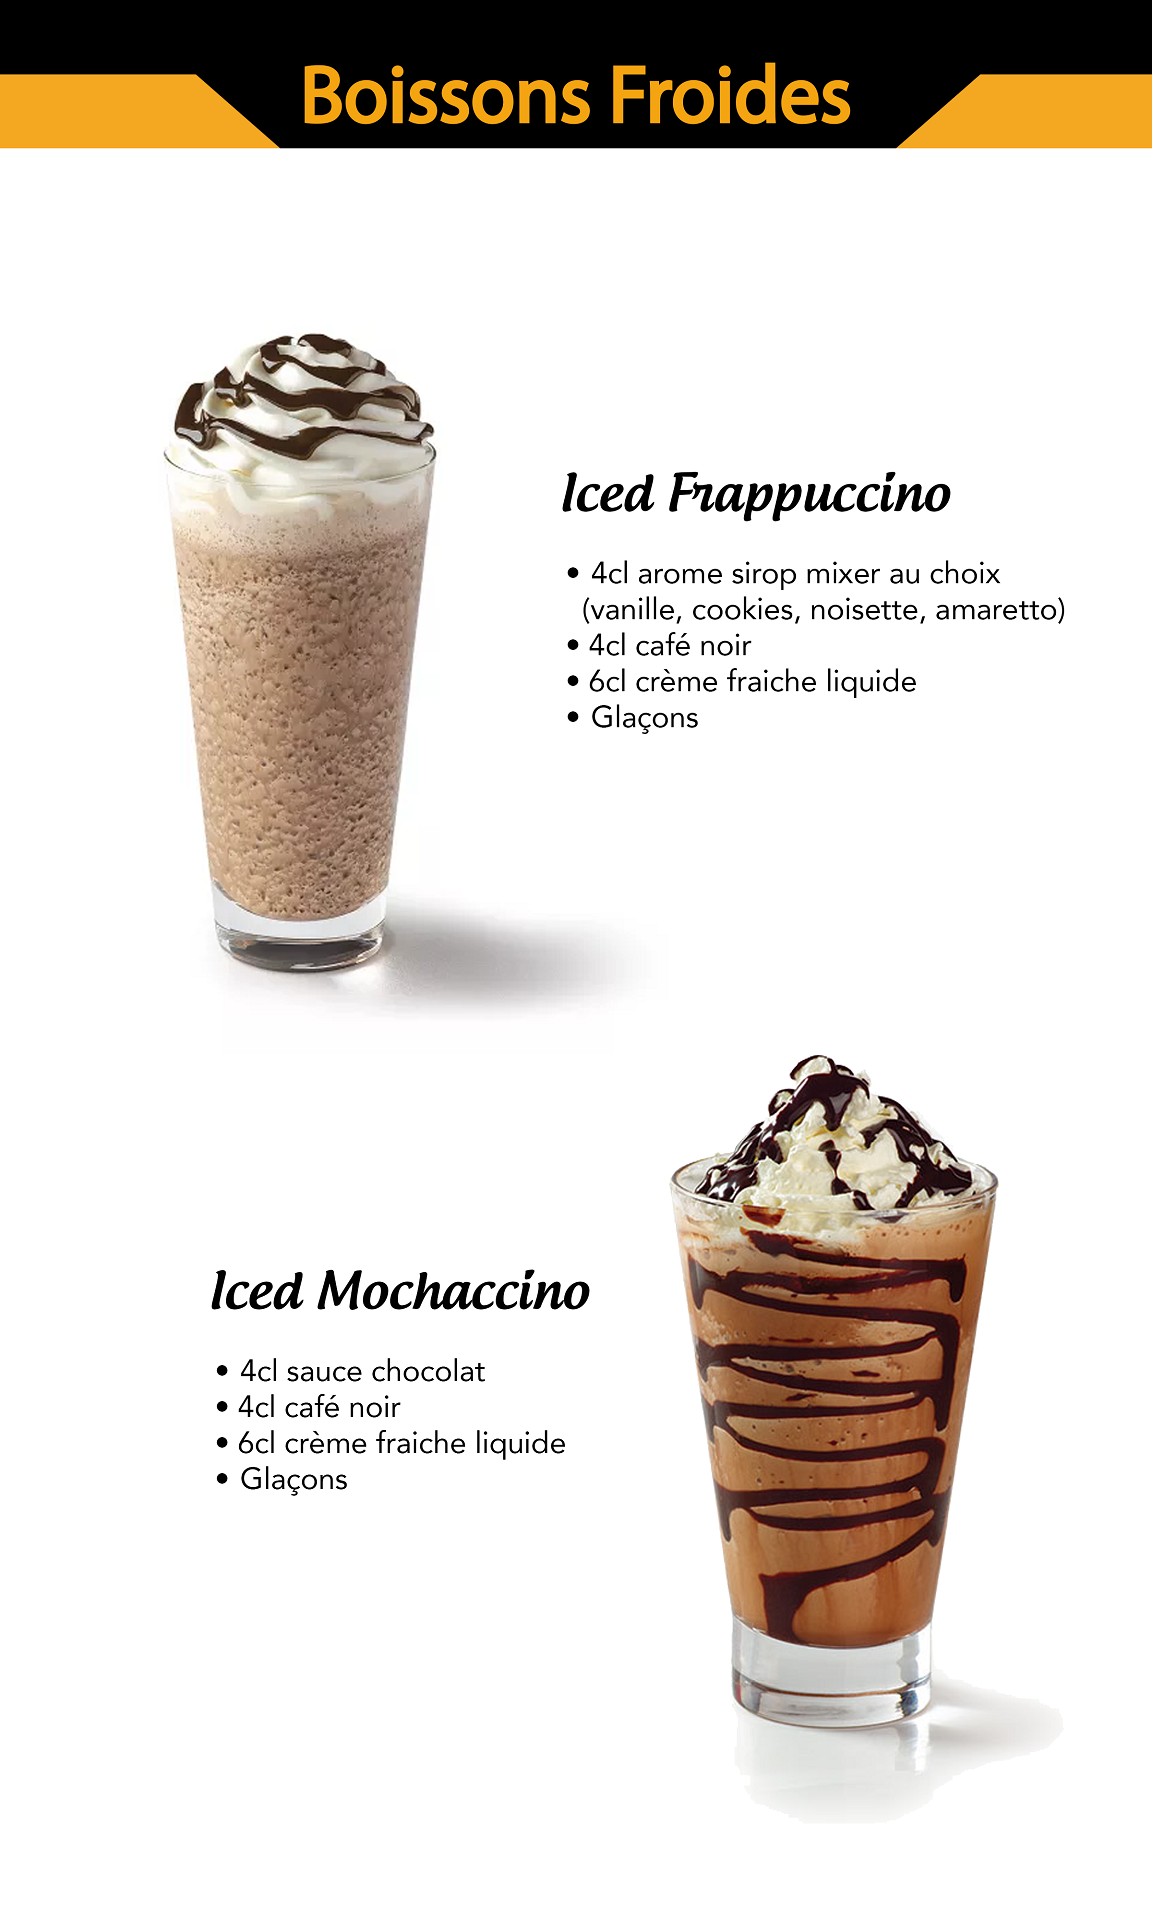 Boissons Froides
Iced Frappuccino
• 4cl arome sirop mixer au choix
(vanille, cookies, noisette, amaretto)
• 4cl café noir
• 6cl crème fraiche liquide
• Glaçons
Iced Mochaccino
• 4cl sauce chocolat
• 4cl café noir
• 6cl crème fraiche liquide
• Glaçons